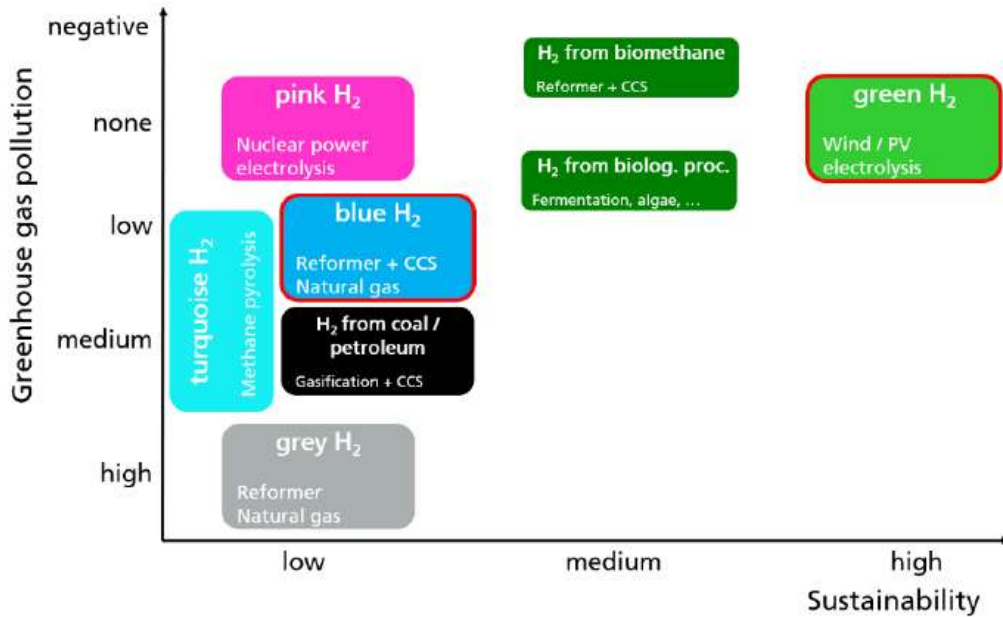 Greenhouse gas pollution
negative
none
low
medium
high
pink H₂
Nuclear power
electrolysis
H₂ from biomethane
Reformer + CCS
green H₂
Wind / PV
electrolysis
H₂ from biolog. proc.
Fermentation, algae, ...
turquoise H₂
Methane pyrolysis
blue H₂
Reformer + CCS
Natural gas
H₂ from coal /
petroleum
Gasification + CCS
grey H₂
Reformer
Natural gas
low
medium
high
Sustainability